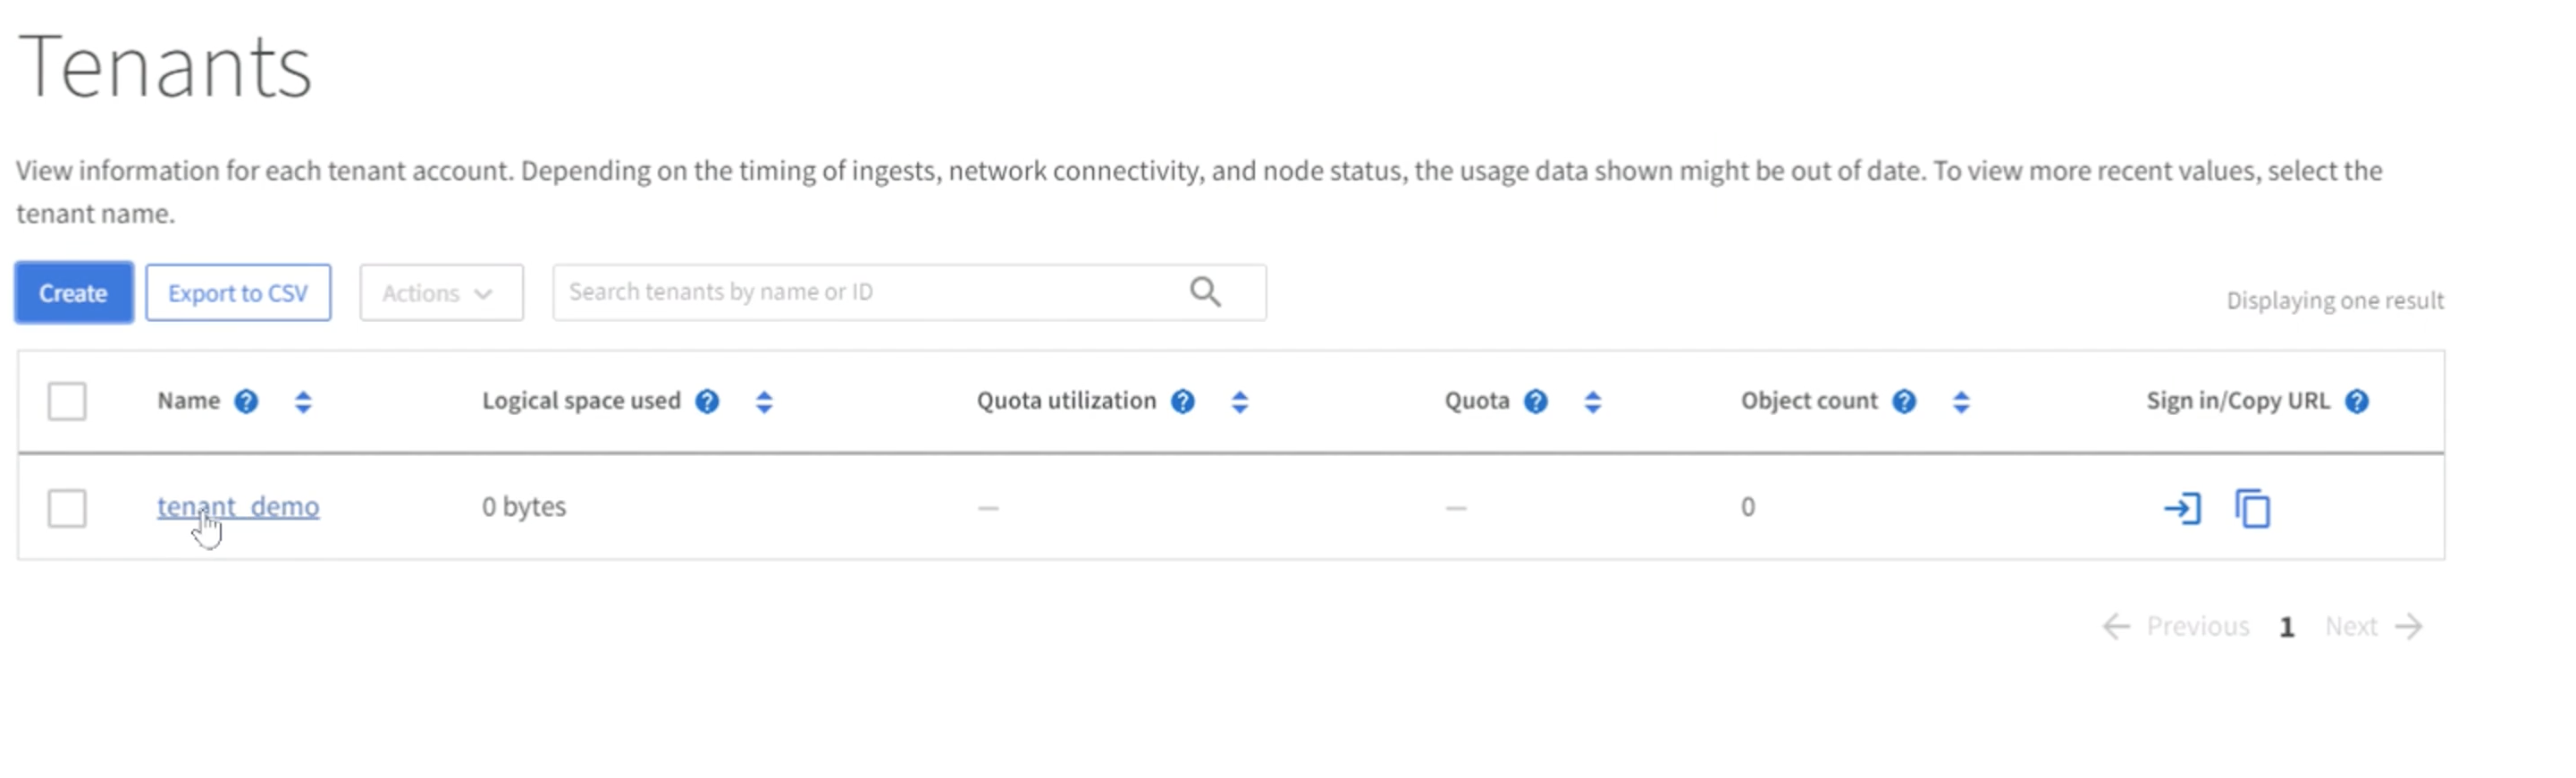 Tenants
View information for each tenant account. Depending on the timing of ingests, network connectivity, and node status, the usage data shown might be out of date. To view more recent values, select the
tenant name.
Create Export to CSV Actions Search tenants by name or ID Displaying one result
Name Logical space used Quota utilization Quota Object count Sign in/Copy URL
tenant_demo 0 bytes — — 0
Previous 1 Next